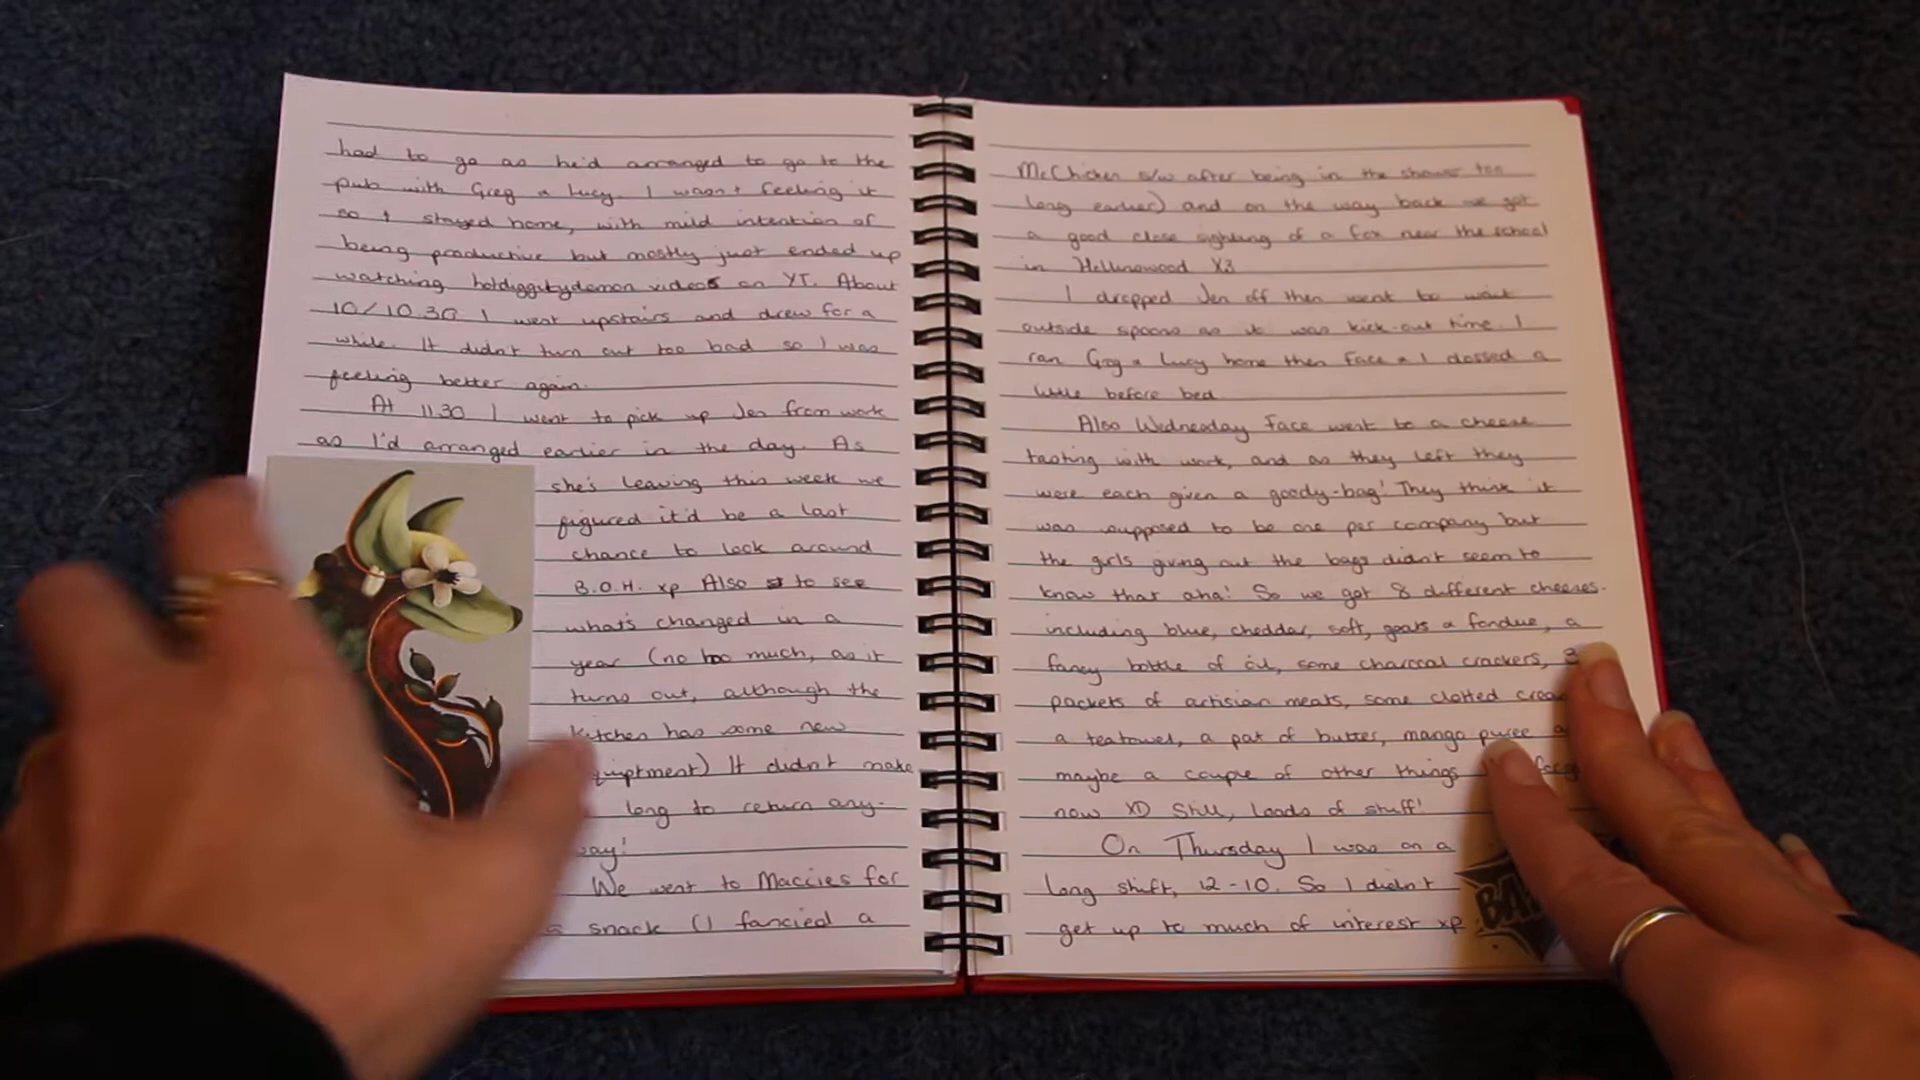 had to go as he'd arranged to go to the
pub with Greg & Lucy. I wasn't feeling it
so I stayed home, with mild intention of
being productive but mostly just ended up
watching hotdiggitydemon videos on YT. About
10/10.30 I went upstairs and drew for a
while. It didn't turn out too bad so I was
feeling better again.
At 11.30 I went to pick up Jen from work
as I'd arranged earlier in the day. As
she's leaving this week we
figured it'd be a last
chance to look around
B.O.H. xp Also to see
what's changed in a
year (no too much, as it
turns out, although the
kitchen has some new
quiptment) It didn't make
long to return any-
way!
We went to Maccies for
a snack (I fancied a
McChicken s/w after being in the shower too
long earlier) and on the way back we got
a good close sighting of a fox near the school
in X3
I dropped Jen off then went to wait
outside spoons as it was kick-out time. I
ran Greg & Lucy home then Face & I dossed a
little before bed.
Also Wednesday Face went to a cheese
tasting with work, and as they left they
were each given a goody-bag! They think it
was supposed to be one per company but
the girls giving out the bags didn't seem to
know that aha! So we got 8 different cheeses.
including blue, cheddar, soft, goats & fondue, a
fancy bottle of oil, some charcoal crackers, 3
packets of artisian meats, some clotted crea
a teatowel, a pat of butter, mango puree
maybe a couple of other things
now XD Still, loads of stuff!
On Thursday I was on a
long shift, 12-10. So I didn't
get up to much of interest xp